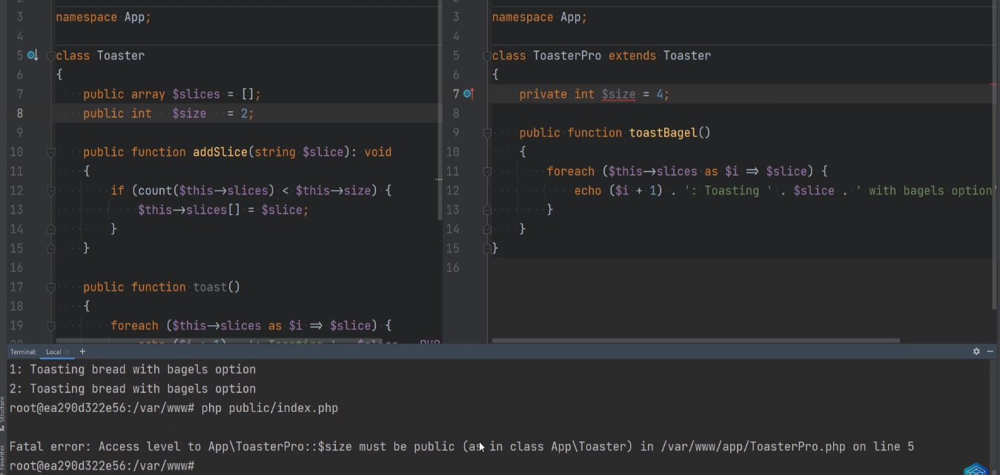 3 namespace App;
4
5 class Toaster
6 {
7 public array $slices = [];
8 public int $size = 2;
9
10 public function addSlice(string $slice): void
11 {
12 if (count($this→slices) < $this→size) {
13 $this→slices[] = $slice;
14 }
15 }
16
17 public function toast()
18 {
19 foreach ($this→slices as $i ⇒ $slice) {
3 namespace App;
4
5 class ToasterPro extends Toaster
6 {
7 private int $size = 4;
8
9 public function toastBagel()
10 {
11 foreach ($this→slices as $i ⇒ $slice) {
12 echo ($i + 1) . ': Toasting ' . $slice . ' with bagels option'
13 }
14 }
15 }
16
Terminal: Local × +
1: Toasting bread with bagels option
2: Toasting bread with bagels option
root@ea290d322e56:/var/www# php public/index.php
Fatal error: Access level to App\ToasterPro::$size must be public (as in class App\Toaster) in /var/www/app/ToasterPro.php on line 5
root@ea290d322e56:/var/www#
Structure
Favorites